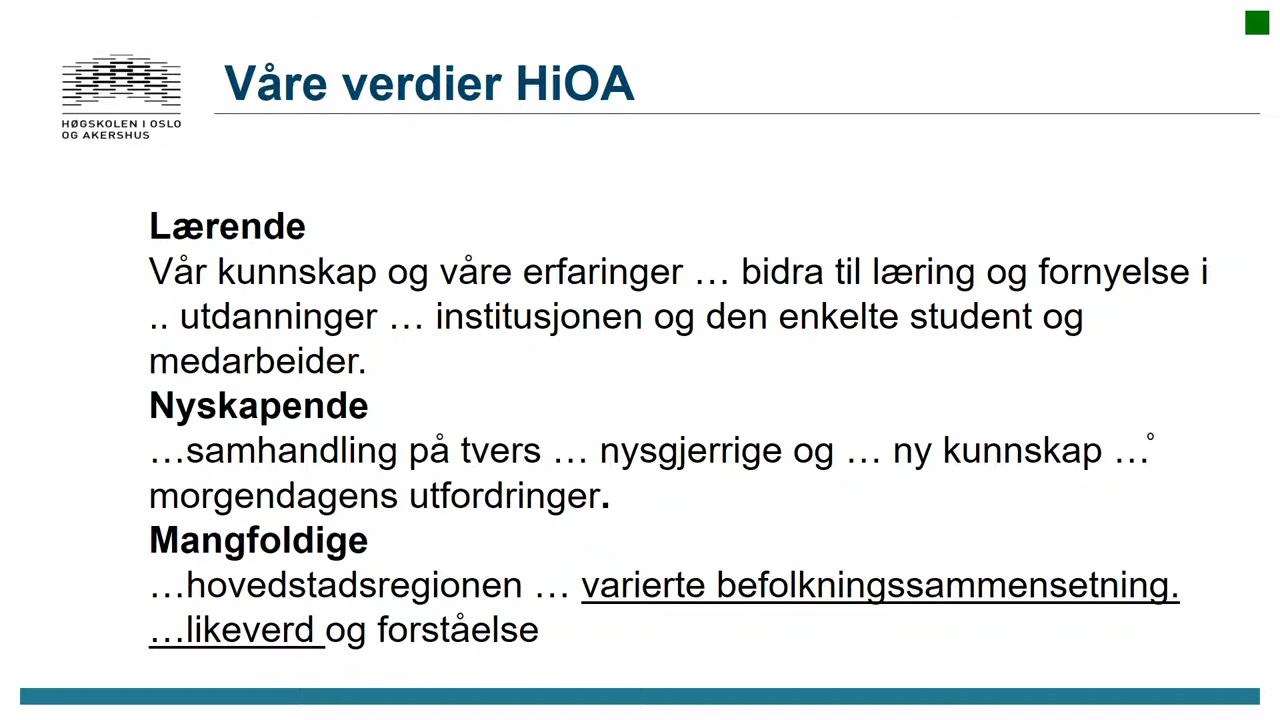 Våre verdier HiOA
HØGSKOLEN I OSLO
OG AKERSHUS
Lærende
Vår kunnskap og våre erfaringer … bidra til læring og fornyelse i
.. utdanninger … institusjonen og den enkelte student og
medarbeider.
Nyskapende
…samhandling på tvers … nysgjerrige og … ny kunnskap …°
morgendagens utfordringer.
Mangfoldige
…hovedstadsregionen … varierte befolkningssammensetning.
…likeverd og forståelse